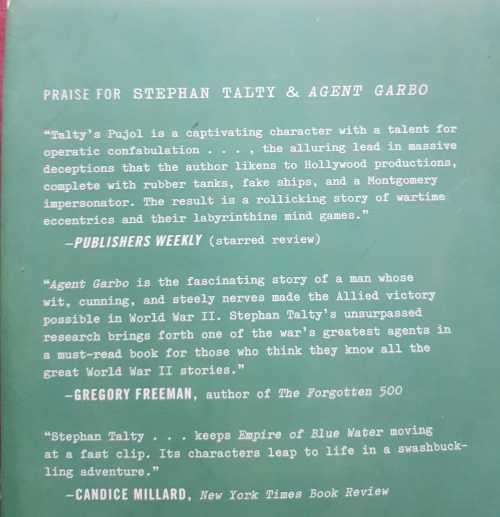 PRAISE FOR STEPHAN TALTY & AGENT GARBO
“Talty’s Pujol is a captivating character with a talent for
operatic confabulation . . . . , the alluring lead in massive
deceptions that the author likens to Hollywood productions,
complete with rubber tanks, fake ships, and a Montgomery
impersonator. The result is a rollicking story of wartime
eccentrics and their labyrinthine mind games.”
—PUBLISHERS WEEKLY (starred review)
“Agent Garbo is the fascinating story of a man whose
wit, cunning, and steely nerves made the Allied victory
possible in World War II. Stephan Talty’s unsurpassed
research brings forth one of the war’s greatest agents in
a must-read book for those who think they know all the
great World War II stories.”
—GREGORY FREEMAN, author of The Forgotten 500
“Stephan Talty . . . keeps Empire of Blue Water moving
at a fast clip. Its characters leap to life in a swashbuck-
ling adventure.”
—CANDICE MILLARD, New York Times Book Review